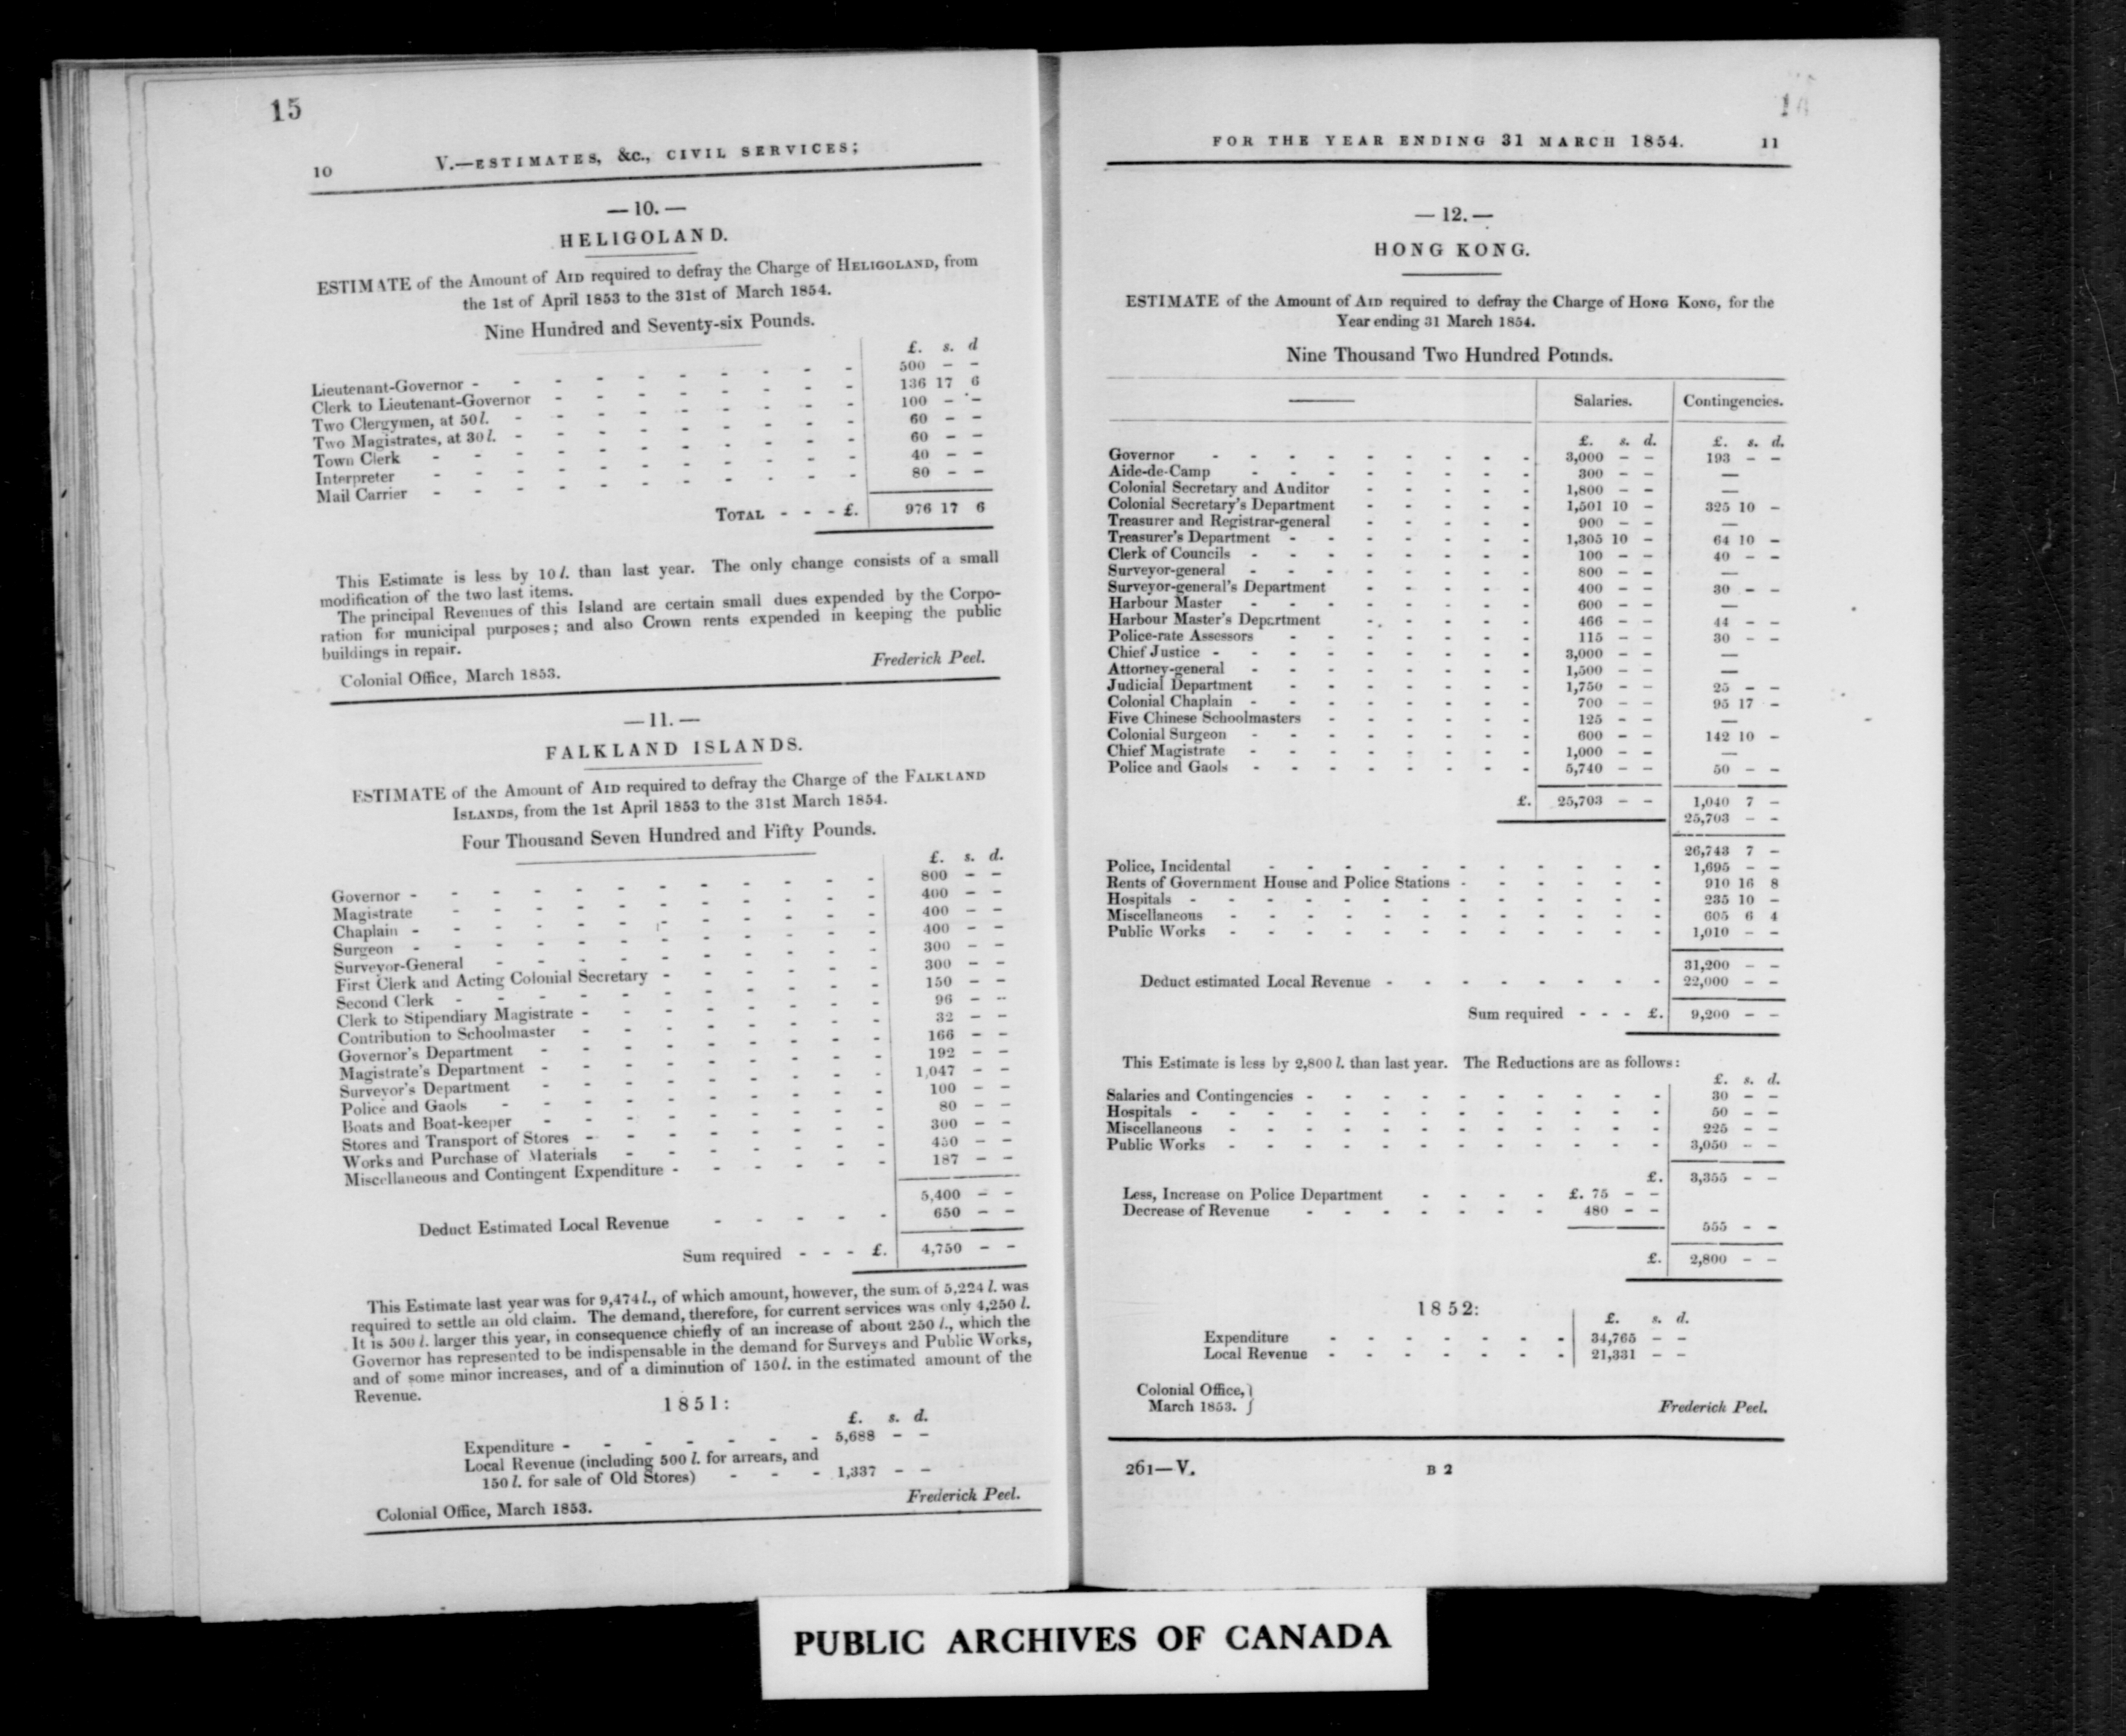 15
10 V.—ESTIMATES, &c., CIVIL SERVICES;
— 10. —
HELIGOLAND.
ESTIMATE of the Amount of AID required to defray the Charge of HELIGOLAND, from
the 1st of April 1853 to the 31st of March 1854.
Nine Hundred and Seventy-six Pounds.
£. s. d
Lieutenant-Governor - - - - - - - - - - 500 - -
Clerk to Lieutenant-Governor - - - - - - - - 136 17 6
Two Clergymen, at 50 l. - - - - - - - - - 100 - -
Two Magistrates, at 30 l. - - - - - - - - - 60 - -
Town Clerk - - - - - - - - - - - 60 - -
Interpreter - - - - - - - - - - - 40 - -
Mail Carrier - - - - - - - - - - - 80 - -
TOTAL - - - £. 976 17 6
This Estimate is less by 10 l. than last year. The only change consists of a small
modification of the two last items.
The principal Revenues of this Island are certain small dues expended by the Corpo-
ration for municipal purposes; and also Crown rents expended in keeping the public
buildings in repair.
Frederick Peel.
Colonial Office, March 1853.
— 11. —
FALKLAND ISLANDS.
ESTIMATE of the Amount of AID required to defray the Charge of the FALKLAND
ISLANDS, from the 1st April 1853 to the 31st March 1854.
Four Thousand Seven Hundred and Fifty Pounds.
£. s. d.
Governor - - - - - - - - - - - - 800 - -
Magistrate - - - - - - - - - - - 400 - -
Chaplain - - - - - - - - - - - - 400 - -
Surgeon - - - - - - - - - - - - 400 - -
Surveyor-General - - - - - - - - - - 300 - -
First Clerk and Acting Colonial Secretary - - - - - - 300 - -
Second Clerk - - - - - - - - - - - 150 - -
Clerk to Stipendiary Magistrate - - - - - - - - 96 - -
Contribution to Schoolmaster - - - - - - - - 32 - -
Governor's Department - - - - - - - - - 166 - -
Magistrate's Department - - - - - - - - - 192 - -
Surveyor's Department - - - - - - - - - 1,047 - -
Police and Gaols - - - - - - - - - - 100 - -
Boats and Boat-keeper - - - - - - - - - 80 - -
Stores and Transport of Stores - - - - - - - - 300 - -
Works and Purchase of Materials - - - - - - - 450 - -
Miscellaneous and Contingent Expenditure - - - - - - 187 - -
5,400 - -
Deduct Estimated Local Revenue - - - - - 650 - -
Sum required - - - £. 4,750 - -
This Estimate last year was for 9,474 l., of which amount, however, the sum of 5,224 l. was
required to settle an old claim. The demand, therefore, for current services was only 4,250 l.
It is 500 l. larger this year, in consequence chiefly of an increase of about 250 l., which the
Governor has represented to be indispensable in the demand for Surveys and Public Works,
and of some minor increases, and of a diminution of 150 l. in the estimated amount of the
Revenue.
1851:
£. s. d.
Expenditure - - - - - - - 5,688 - -
Local Revenue (including 500 l. for arrears, and
150 l. for sale of Old Stores) - - - 1,337 - -
Frederick Peel.
Colonial Office, March 1853.
FOR THE YEAR ENDING 31 MARCH 1854. 11
— 12. —
HONG KONG.
ESTIMATE of the Amount of AID required to defray the Charge of HONG KONG, for the
Year ending 31 March 1854.
Nine Thousand Two Hundred Pounds.
Salaries. Contingencies.
£. s. d. £. s. d.
Governor - - - - - - - - - 3,000 - - 193 - -
Aide-de-Camp - - - - - - - - 300 - - —
Colonial Secretary and Auditor - - - - - 1,800 - - —
Colonial Secretary's Department - - - - - 1,501 10 - 325 10 -
Treasurer and Registrar-general - - - - - 900 - - —
Treasurer's Department - - - - - - - 1,305 10 - 64 10 -
Clerk of Councils - - - - - - - - 100 - - 40 - -
Surveyor-general - - - - - - - - 800 - - —
Surveyor-general's Department - - - - - 400 - - 30 - -
Harbour Master - - - - - - - - 600 - - —
Harbour Master's Department - - - - - 466 - - 44 - -
Police-rate Assessors - - - - - - - 115 - - 30 - -
Chief Justice - - - - - - - - - 3,000 - - —
Attorney-general - - - - - - - - 1,500 - - —
Judicial Department - - - - - - - 1,750 - - 25 - -
Colonial Chaplain - - - - - - - - 700 - - 95 17 -
Five Chinese Schoolmasters - - - - - - 125 - - —
Colonial Surgeon - - - - - - - - 600 - - 142 10 -
Chief Magistrate - - - - - - - - 1,000 - - —
Police and Gaols - - - - - - - - 5,740 - - 50 - -
£. 25,703 - - 1,040 7 -
25,703 - -
26,743 7 -
Police, Incidental - - - - - - - - - - - 1,695 - -
Rents of Government House and Police Stations - - - - - - 910 16 8
Hospitals - - - - - - - - - - - - - 235 10 -
Miscellaneous - - - - - - - - - - - - 605 6 4
Public Works - - - - - - - - - - - - 1,010 - -
31,200 - -
Deduct estimated Local Revenue - - - - - - - - 22,000 - -
Sum required - - - £. 9,200 - -
This Estimate is less by 2,800 l. than last year. The Reductions are as follows:
£. s. d.
Salaries and Contingencies - - - - - - - - - - 30 - -
Hospitals - - - - - - - - - - - - - 50 - -
Miscellaneous - - - - - - - - - - - - 225 - -
Public Works - - - - - - - - - - - - 3,050 - -
£. 3,355 - -
Less, Increase on Police Department - - - - £. 75 - -
Decrease of Revenue - - - - - - - 480 - -
555 - -
£. 2,800 - -
1852:
£. s. d.
Expenditure - - - - - - - 34,765 - -
Local Revenue - - - - - - - 21,331 - -
Colonial Office, }
March 1853. }
Frederick Peel.
261—V. B 2
PUBLIC ARCHIVES OF CANADA